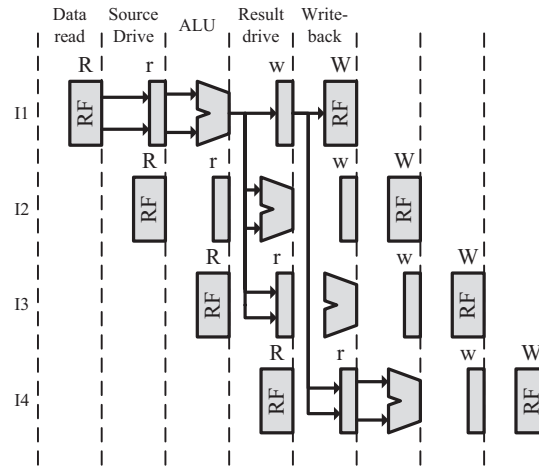 Data Source ALU Result Write-
read Drive drive back
R r w W
I1 RF RF
R r w W
I2 RF RF
R r w W
I3 RF RF
R r w W
I4 RF RF